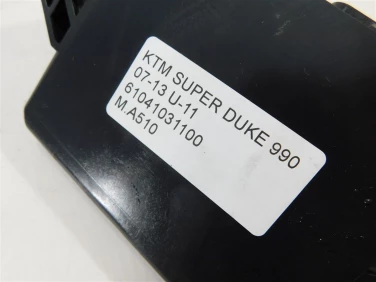 KTM SUPER DUKE 990
07-13 U-11
61041031100
M.A510